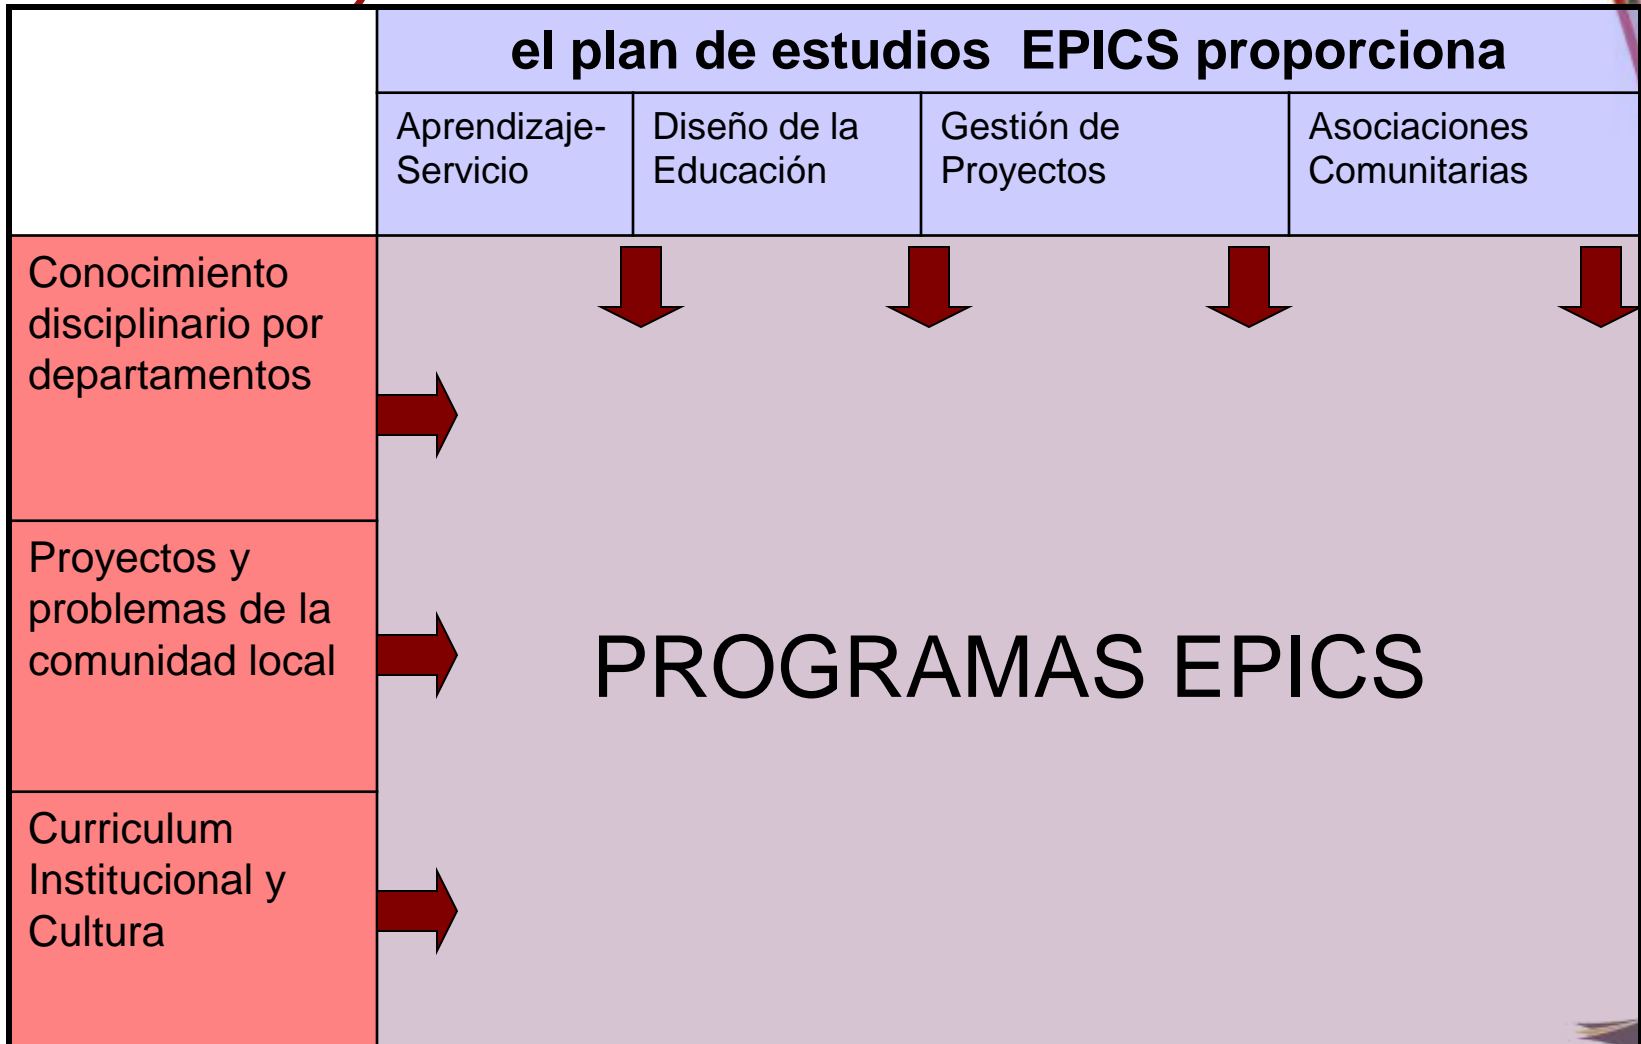 el plan de estudios  EPICS proporciona
Aprendizaje-
Servicio
Diseño de la
Educación
Gestión de
Proyectos
Asociaciones
Comunitarias
Conocimiento
disciplinario por
departamentos
Proyectos y
problemas de la
comunidad local
PROGRAMAS EPICS
Curriculum
Institucional y
Cultura